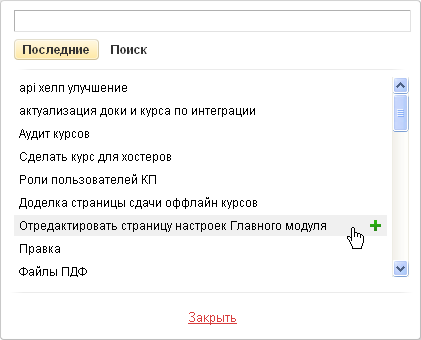 Последние Поиск
api хелп улучшение
актуализация доки и курса по интеграции
Аудит курсов
Сделать курс для хостеров
Роли пользователей КП
Доделка страницы сдачи оффлайн курсов
Отредактировать страницу настроек Главного модуля
Правка
Файлы ПДФ
Закрыть